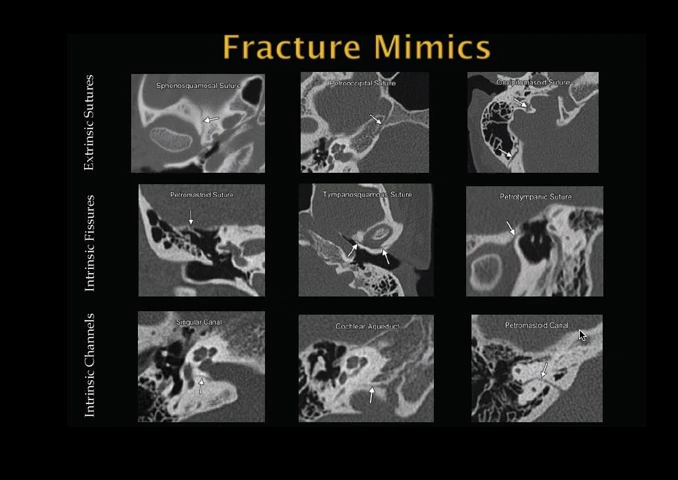 Fracture Mimics
Extrinsic Sutures
Sphenosquamosal Suture
Petrooccipital Suture
Occipitomastoid Suture
Intrinsic Fissures
Petromastoid Suture
Tympanosquamous Suture
Petrotympanic Suture
Intrinsic Channels
Singular Canal
Cochlear Aqueduct
Petromastoid Canal